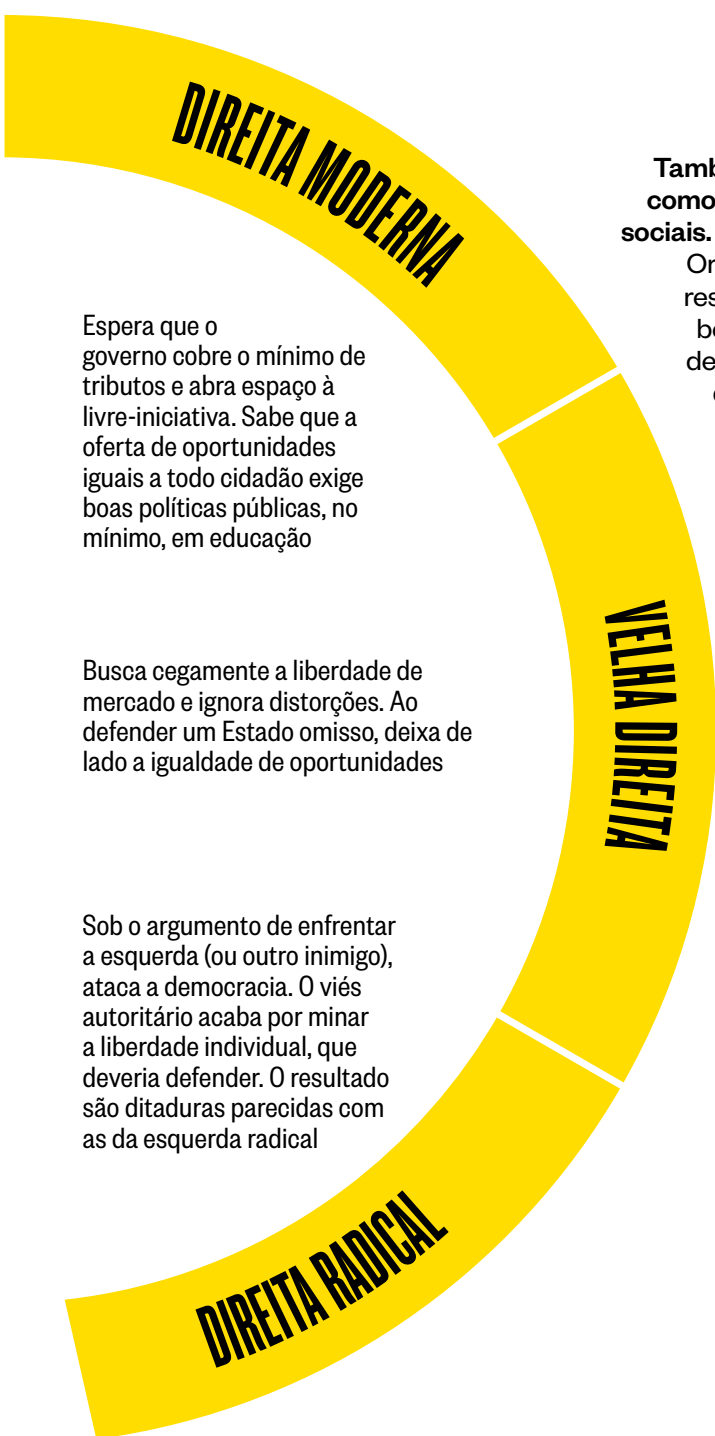 DIREITA MODERNA
Espera que o
governo cobre o mínimo de
tributos e abra espaço à
livre-iniciativa. Sabe que a
oferta de oportunidades
iguais a todo cidadão exige
boas políticas públicas, no
mínimo, em educação
VELHA DIREITA
Busca cegamente a liberdade de
mercado e ignora distorções. Ao
defender um Estado omisso, deixa de
lado a igualdade de oportunidades
DIREITA RADICAL
Sob o argumento de enfrentar
a esquerda (ou outro inimigo),
ataca a democracia. O viés
autoritário acaba por minar
a liberdade individual, que
deveria defender. O resultado
são ditaduras parecidas com
as da esquerda radical
como
sociais.